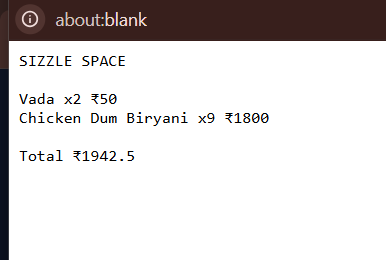 about:blank
SIZZLE SPACE
Vada x2 ₹50
Chicken Dum Biryani x9 ₹1800
Total ₹1942.5